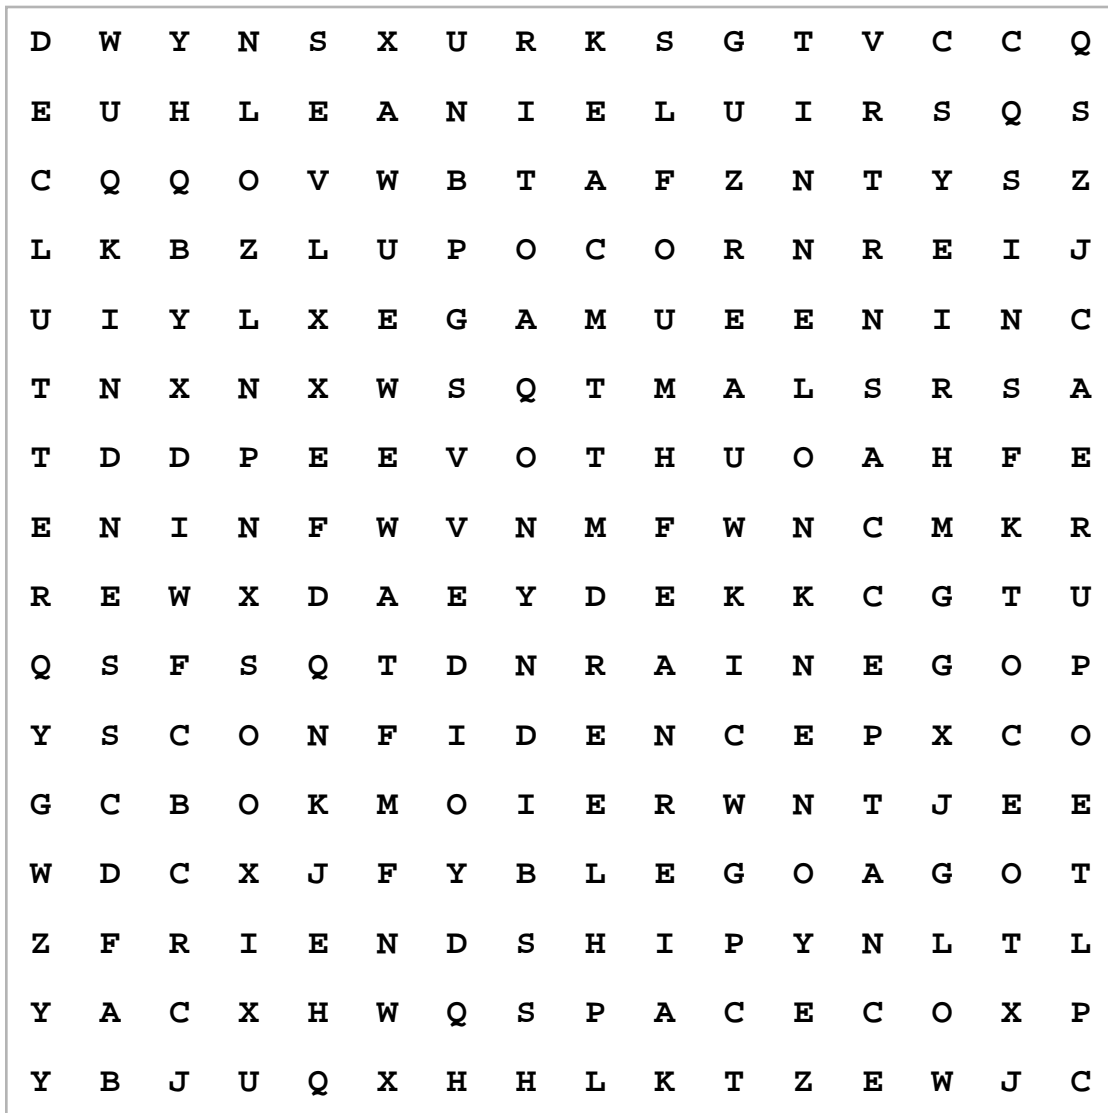 D W Y N S X U R K S G T V C C Q
E U H L E A N I E L U I R S Q S
C Q Q O V W B T A F Z N T Y S Z
L K B Z L U P O C O R N R E I J
U I Y L X E G A M U E E N I N C
T N X N X W S Q T M A L S R S A
T D D P E E V O T H U O A H F E
E N I N F W V N M F W N C M K R
R E W X D A E Y D E K K C G T U
Q S F S Q T D N R A I N E G O P
Y S C O N F I D E N C E P X C O
G C B O K M O I E R W N T J E E
W D C X J F Y B L E G O A G O T
Z F R I E N D S H I P Y N L T L
Y A C X H W Q S P A C E C O X P
Y B J U Q X H H L K T Z E W J C